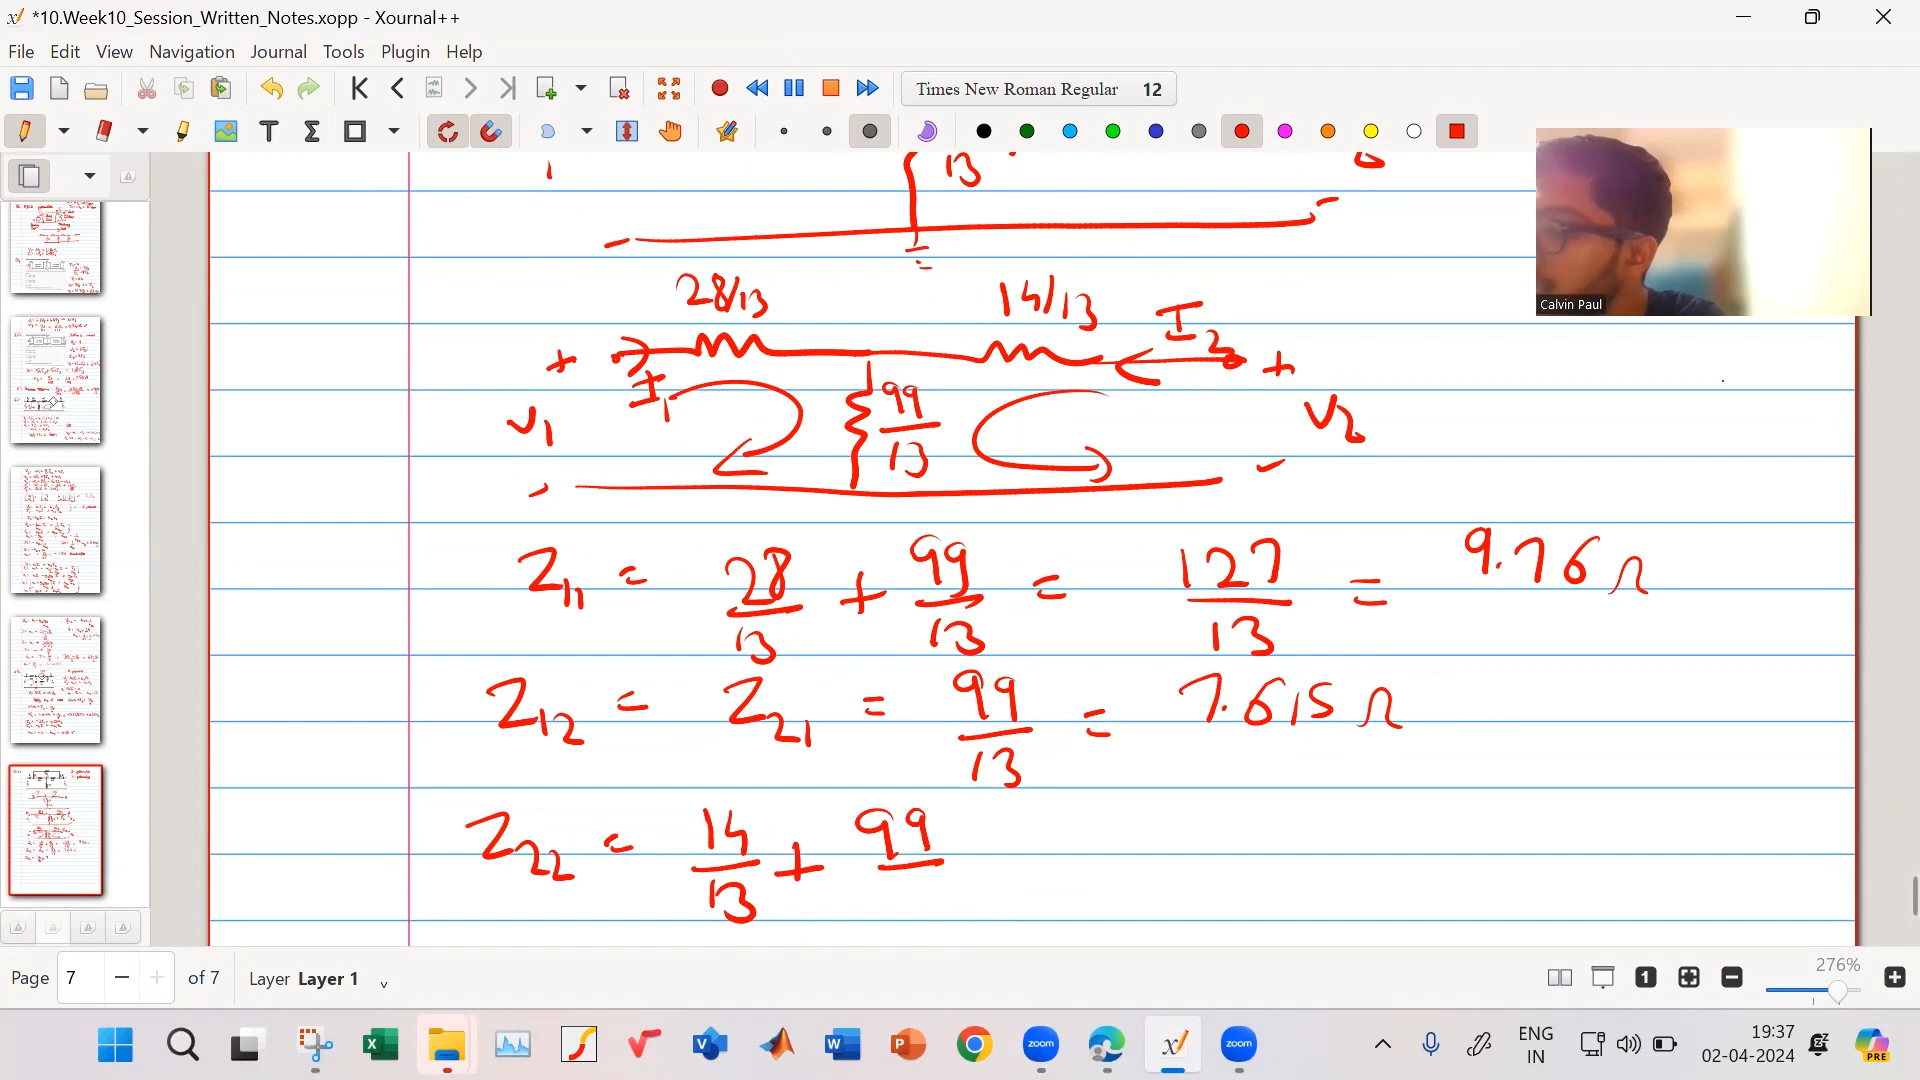 *10.Week10_Session_Written_Notes.xopp - Xournal++
File Edit View Navigation Journal Tools Plugin Help
Times New Roman Regular 12
13
Calvin Paul
28/13 14/13 I2
+ +
I1 99/13
V1 V2
- -
Z11 = 28/13 + 99/13 = 127/13 = 9.76 Ω
Z12 = Z21 = 99/13 = 7.615 Ω
Z22 = 14/13 + 99
Page 7 of 7 Layer Layer 1
276%
ENG
IN
19:37
02-04-2024
zoom
zoom
PRE